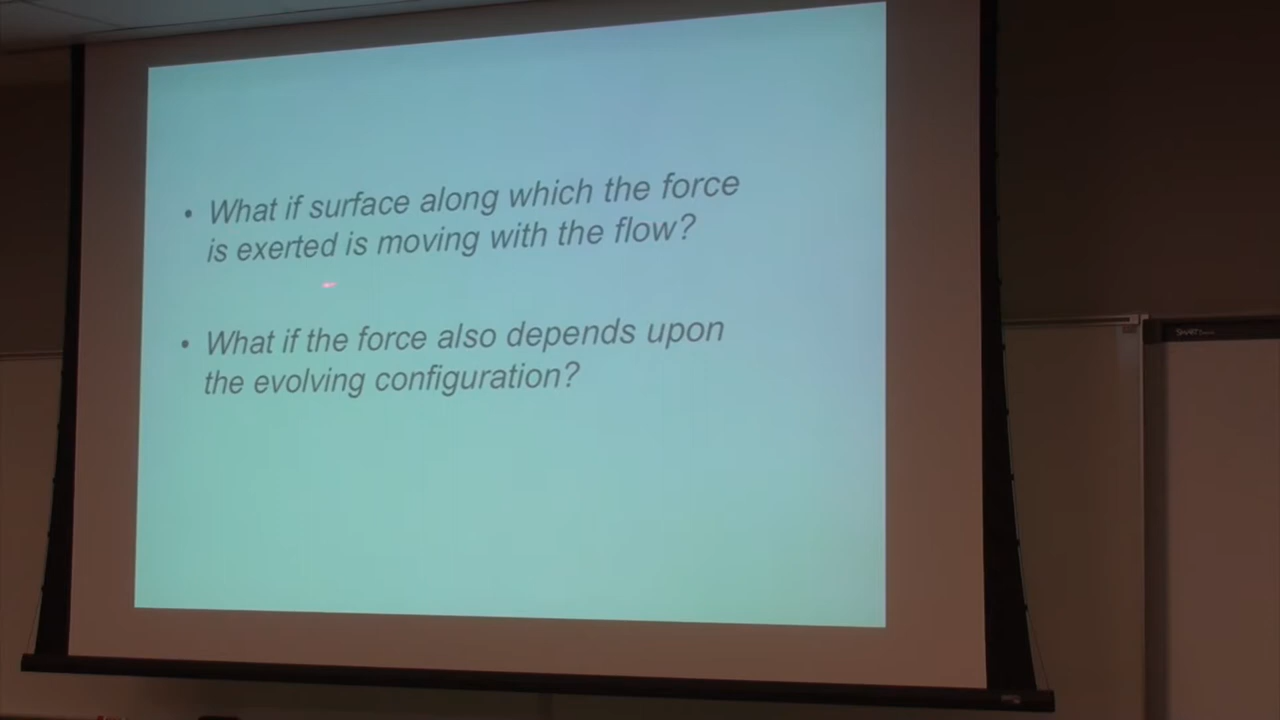 • What if surface along which the force
is exerted is moving with the flow?
• What if the force also depends upon
the evolving configuration?
SMART